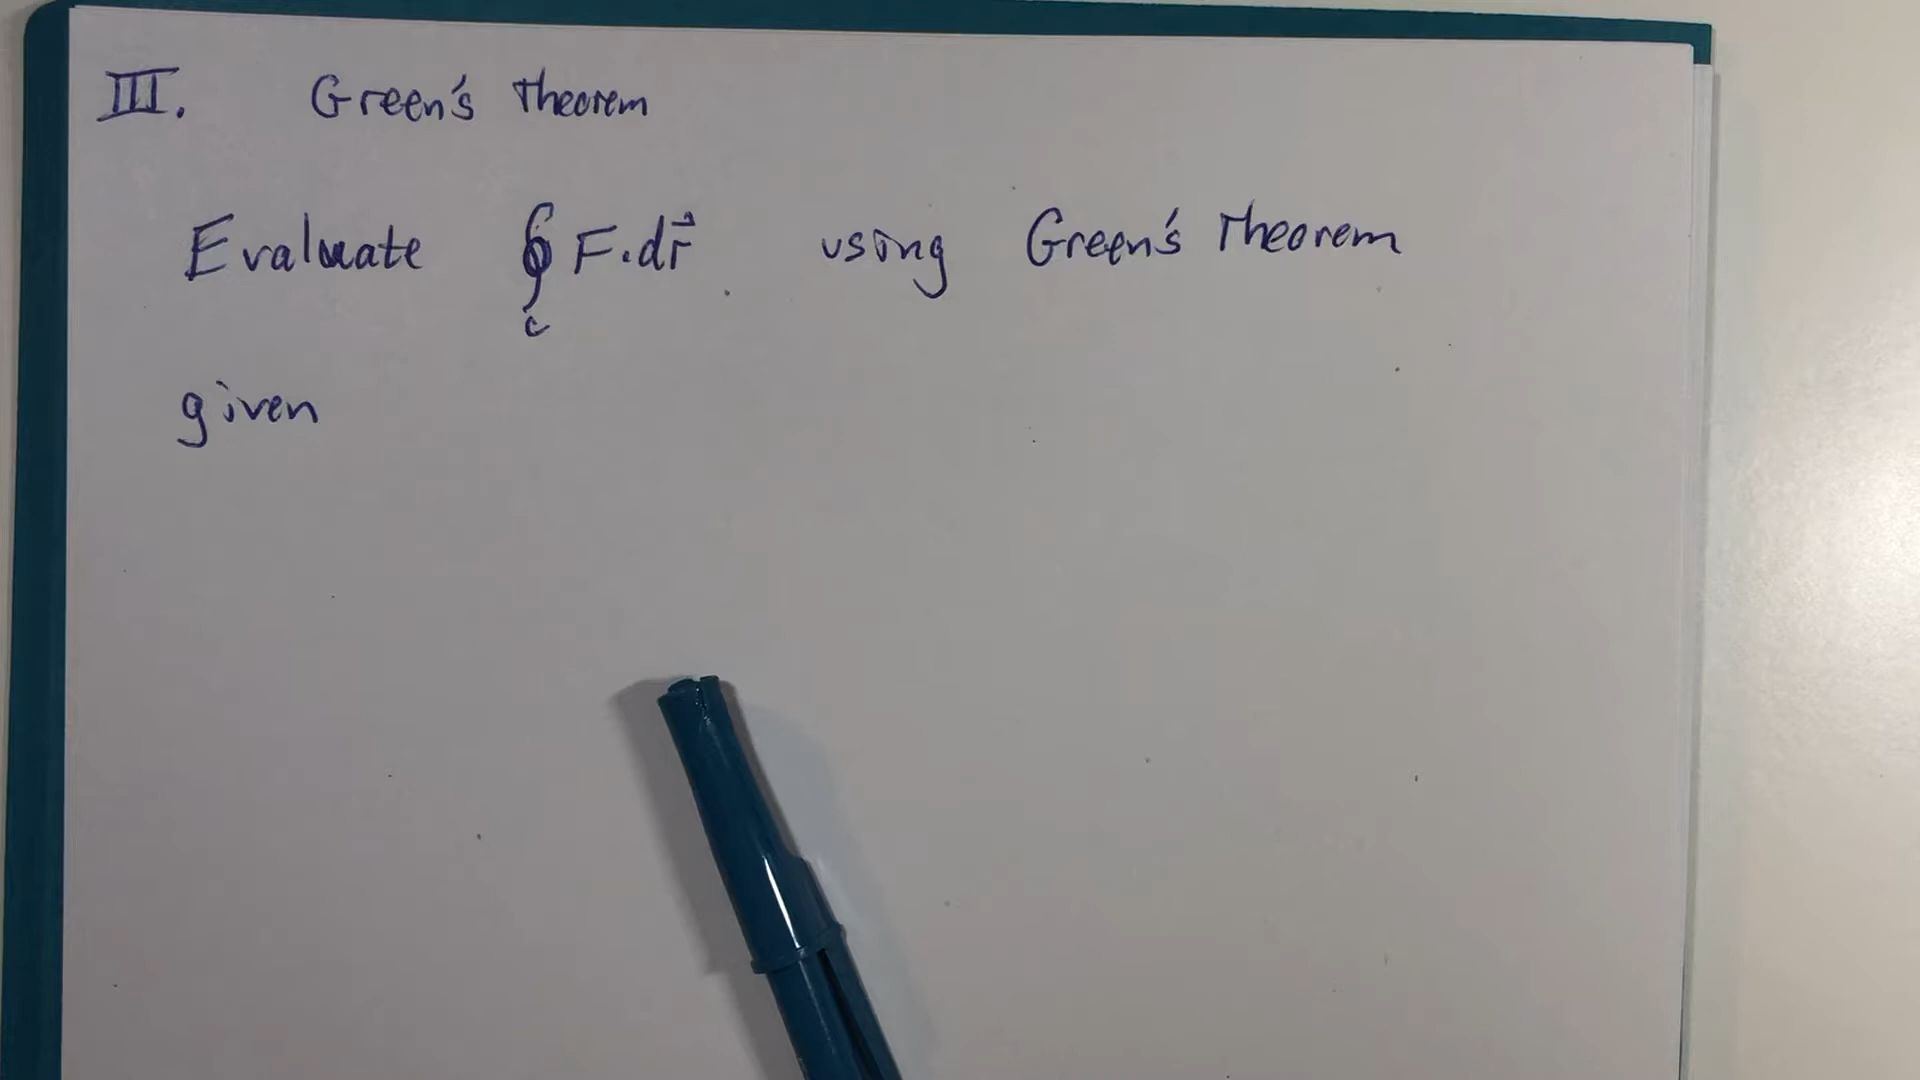 III. Green's Theorem
Evaluate ∮_C F·dr⃗ using Green's Theorem
given